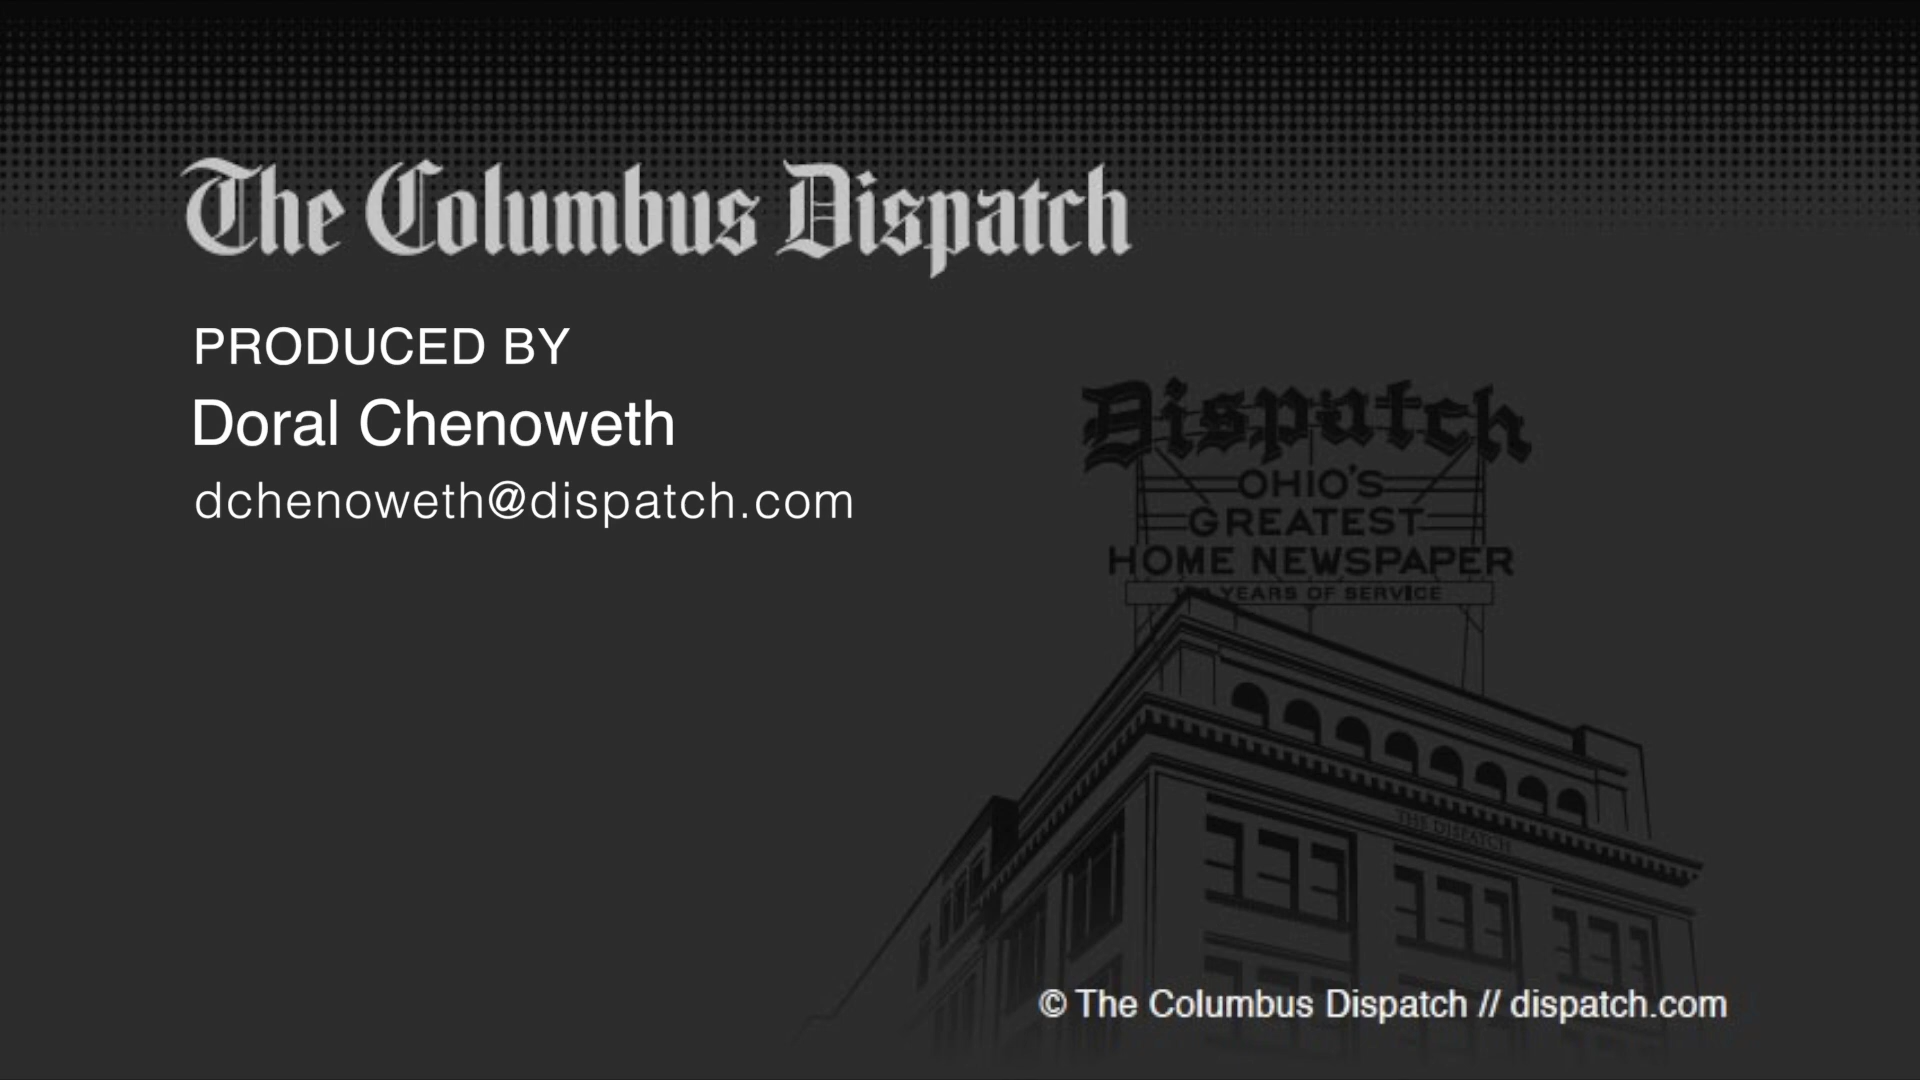 The Columbus Dispatch
PRODUCED BY
Doral Chenoweth
dchenoweth@dispatch.com
Dispatch
OHIO'S
GREATEST
HOME NEWSPAPER
YEARS OF SERVICE
THE DISPATCH
© The Columbus Dispatch // dispatch.com